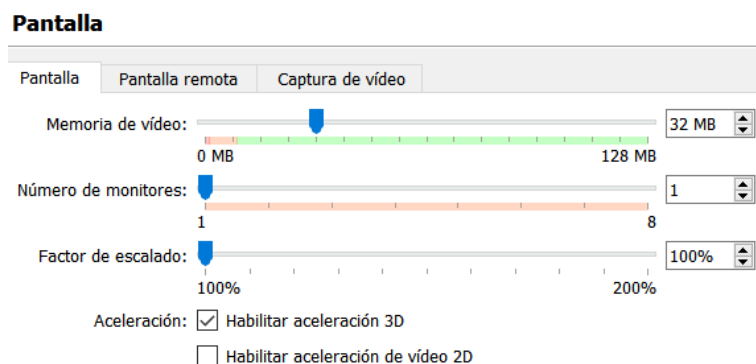 Pantalla
Pantalla Pantalla remota Captura de vídeo
Memoria de vídeo: 32 MB
0 MB 128 MB
Número de monitores: 1
1 8
Factor de escalado: 100%
100% 200%
Aceleración: Habilitar aceleración 3D
Habilitar aceleración de vídeo 2D